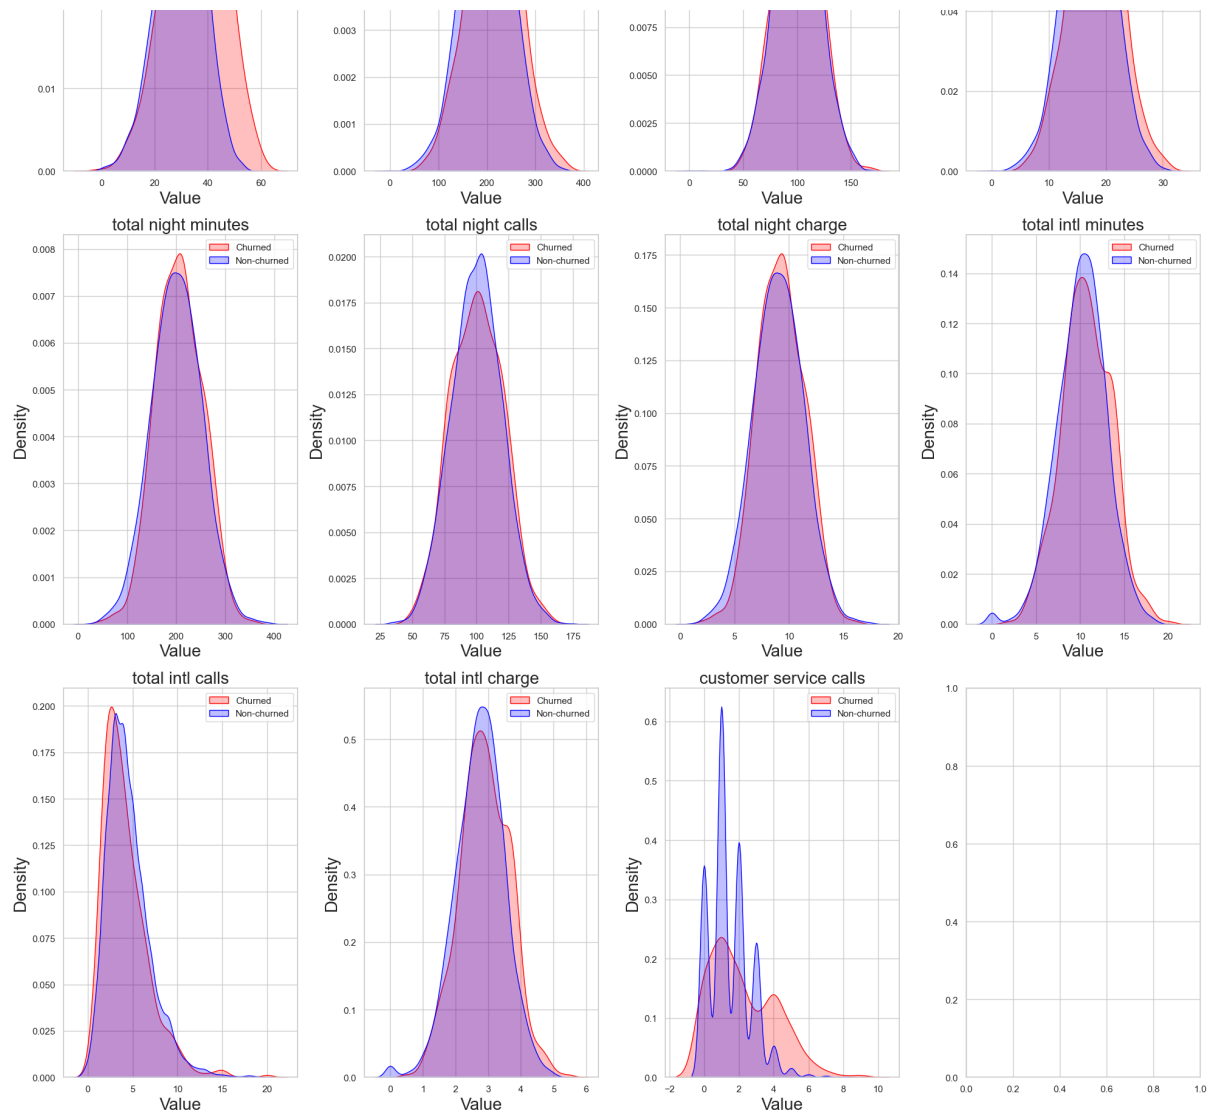 0.01
0.00
0 20 40 60
Value
0.003
0.002
0.001
0.000
0 100 200 300 400
Value
0.0075
0.0050
0.0025
0.0000
0 50 100 150
Value
0.04
0.02
0.00
0 10 20 30
Value
total night minutes
Churned
Non-churned
Density
0.008
0.007
0.006
0.005
0.004
0.003
0.002
0.001
0.000
0 100 200 300 400
Value
total night calls
Churned
Non-churned
Density
0.0200
0.0175
0.0150
0.0125
0.0100
0.0075
0.0050
0.0025
0.0000
25 50 75 100 125 150 175
Value
total night charge
Churned
Non-churned
Density
0.175
0.150
0.125
0.100
0.075
0.050
0.025
0.000
0 5 10 15 20
Value
total intl minutes
Churned
Non-churned
Density
0.14
0.12
0.10
0.08
0.06
0.04
0.02
0.00
0 5 10 15 20
Value
total intl calls
Churned
Non-churned
Density
0.200
0.175
0.150
0.125
0.100
0.075
0.050
0.025
0.000
0 5 10 15 20
Value
total intl charge
Churned
Non-churned
Density
0.5
0.4
0.3
0.2
0.1
0.0
0 1 2 3 4 5 6
Value
customer service calls
Churned
Non-churned
Density
0.6
0.5
0.4
0.3
0.2
0.1
0.0
−2 0 2 4 6 8 10
Value
1.0
0.8
0.6
0.4
0.2
0.0
0.0 0.2 0.4 0.6 0.8 1.0